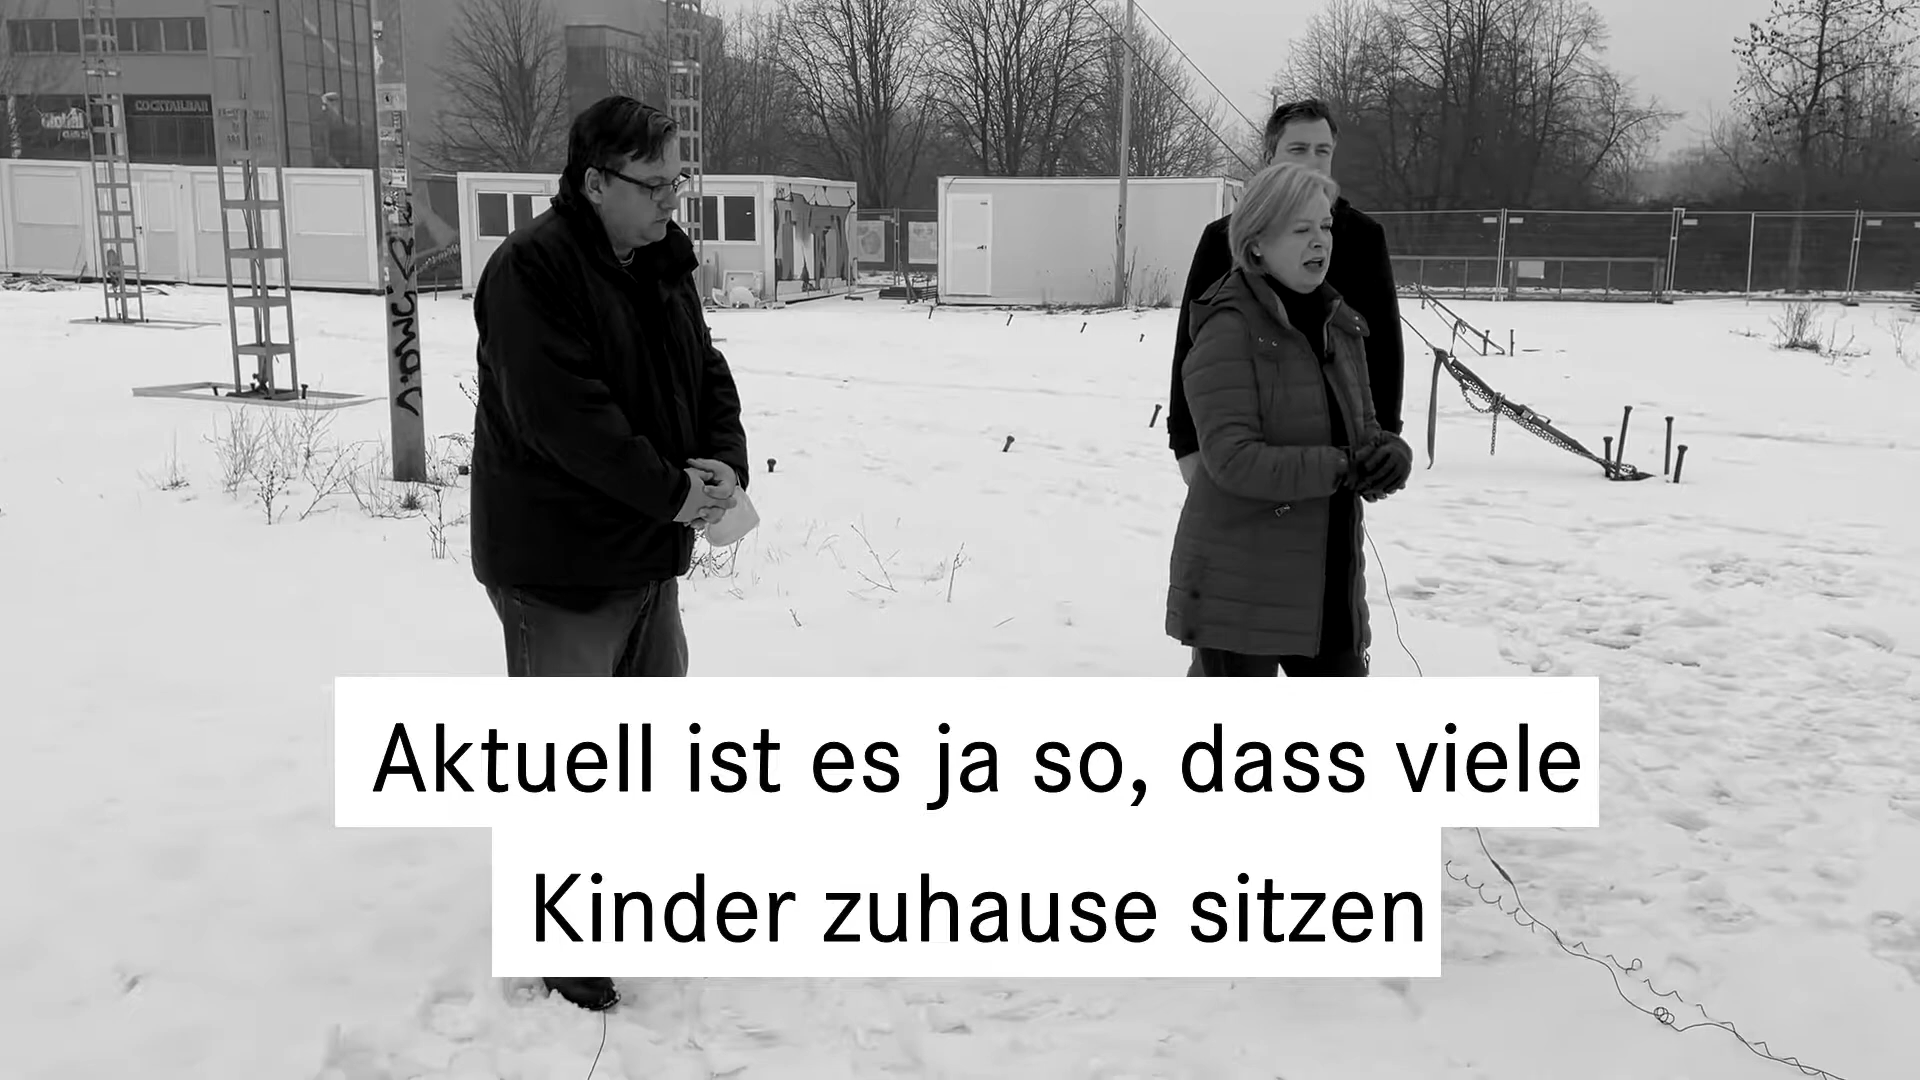 COCKTAILBAR
Aktuell ist es ja so, dass viele
Kinder zuhause sitzen